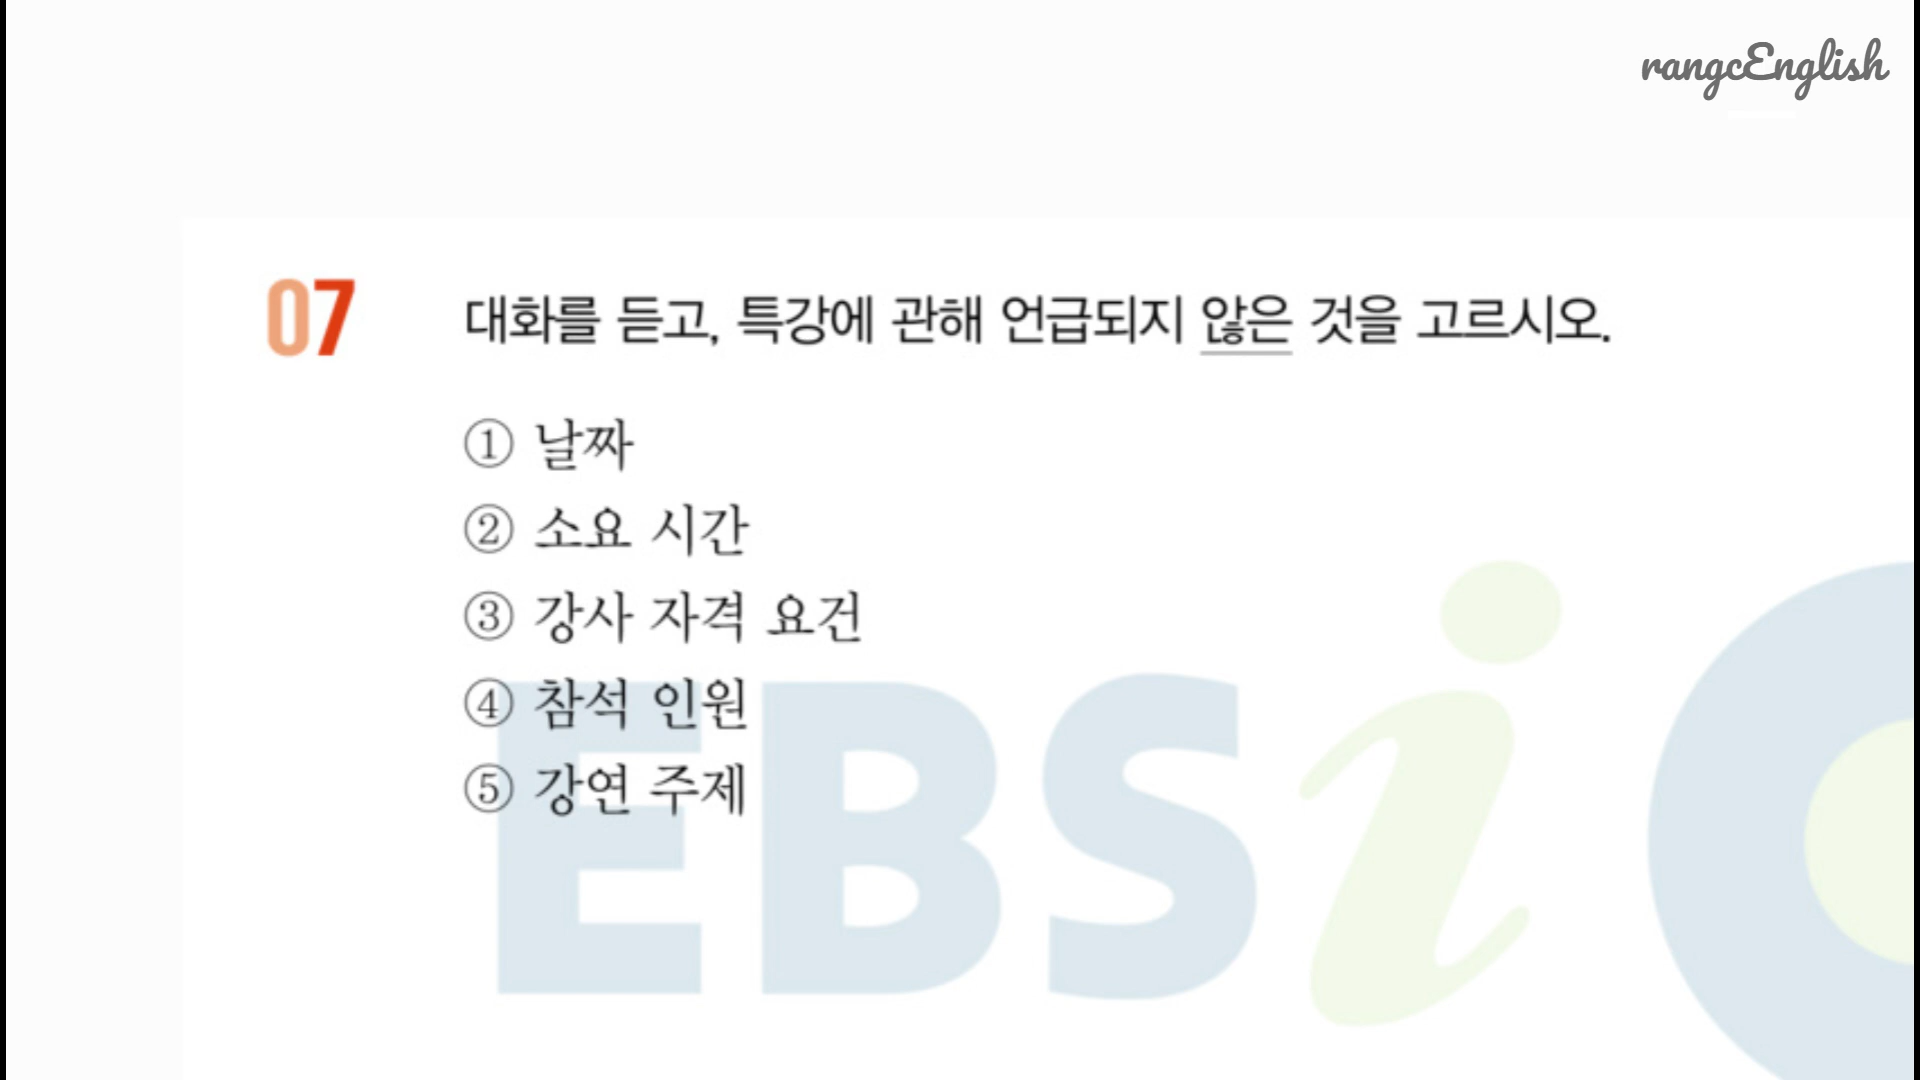 rangcEnglish
07 대화를 듣고, 특강에 관해 언급되지 않은 것을 고르시오.
① 날짜
② 소요 시간
③ 강사 자격 요건
④ 참석 인원
⑤ 강연 주제
EBSi